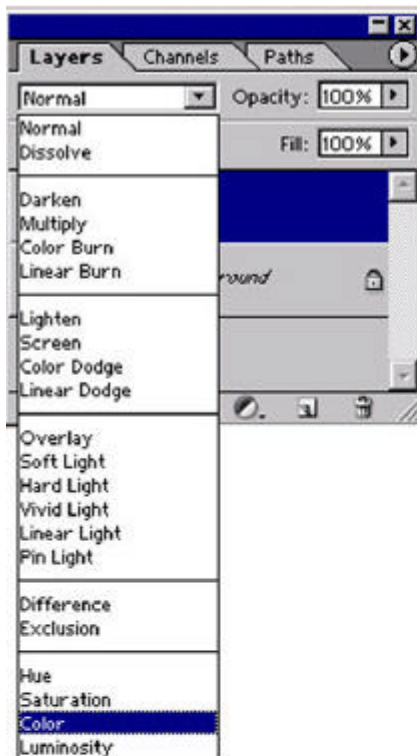 Layers Channels Paths
Normal Opacity: 100%
Normal
Dissolve Fill: 100%
Darken
Multiply
Color Burn
Linear Burn round
Lighten
Screen
Color Dodge
Linear Dodge
Overlay
Soft Light
Hard Light
Vivid Light
Linear Light
Pin Light
Difference
Exclusion
Hue
Saturation
Color
Luminosity